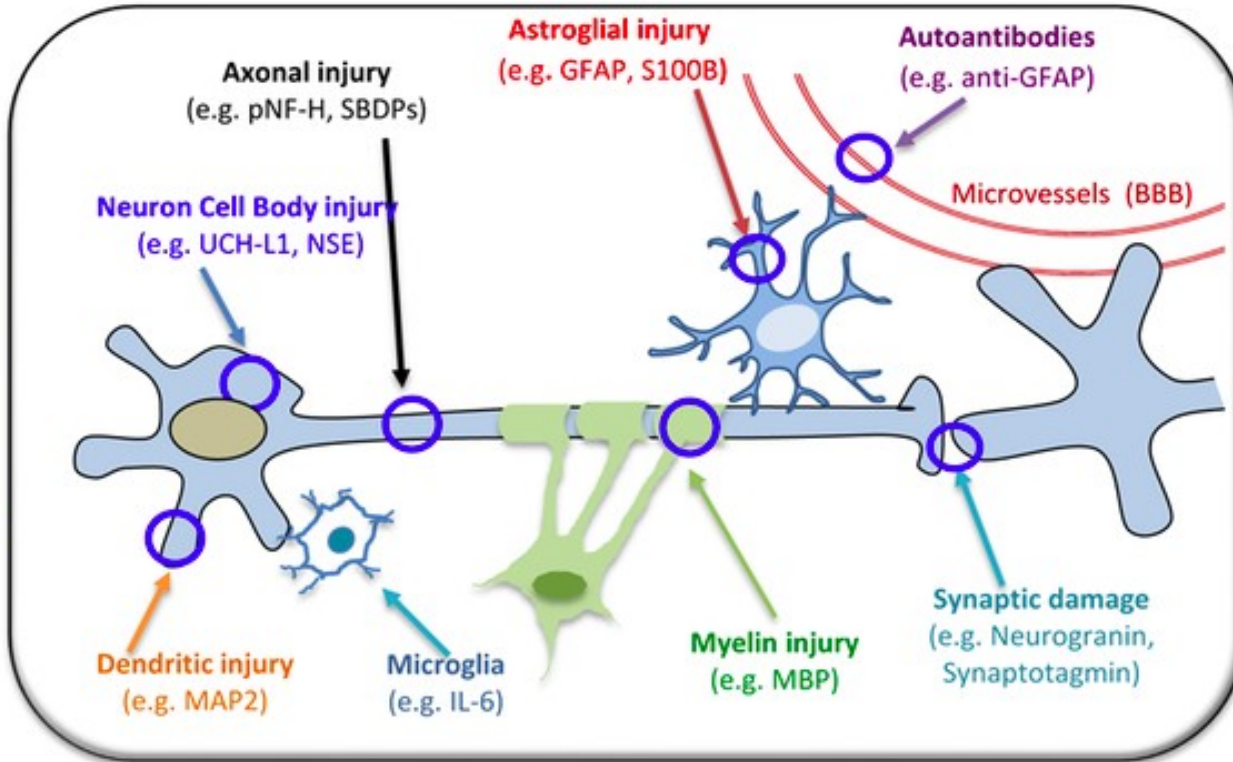 Astroglial injury
(e.g. GFAP, S100B)
Autoantibodies
(e.g. anti-GFAP)
Axonal injury
(e.g. pNF-H, SBDPs)
Microvessels (BBB)
Neuron Cell Body injury
(e.g. UCH-L1, NSE)
Dendritic injury
(e.g. MAP2)
Microglia
(e.g. IL-6)
Myelin injury
(e.g. MBP)
Synaptic damage
(e.g. Neurogranin,
Synaptotagmin)